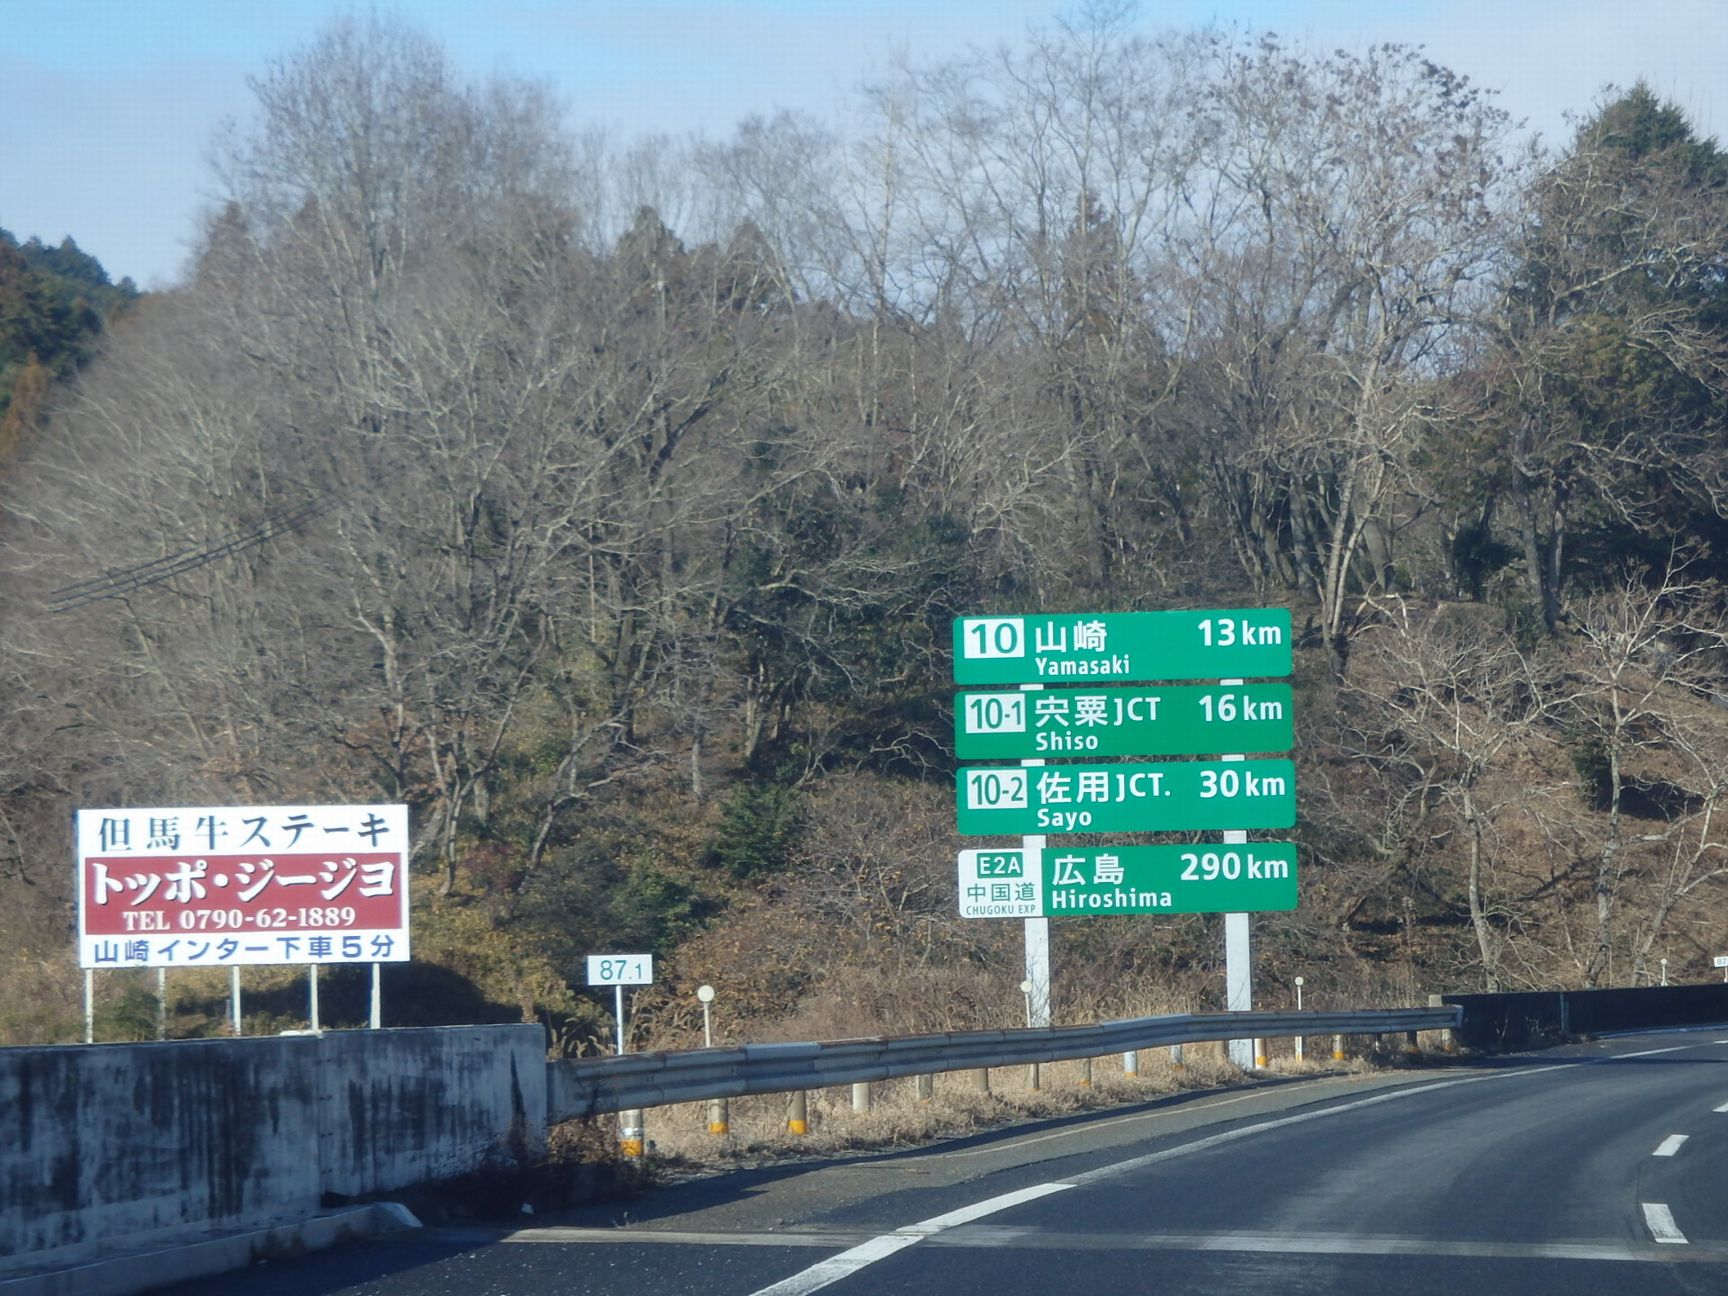 但馬牛ステーキ
トッポ・ジージヨ
TEL 0790-62-1889
山崎インター下車5分
87.1
10 山崎 13km
Yamasaki
10-1 宍粟JCT 16km
Shiso
10-2 佐用JCT. 30km
Sayo
E2A 広島 290km
中国道 Hiroshima
CHUGOKU EXP